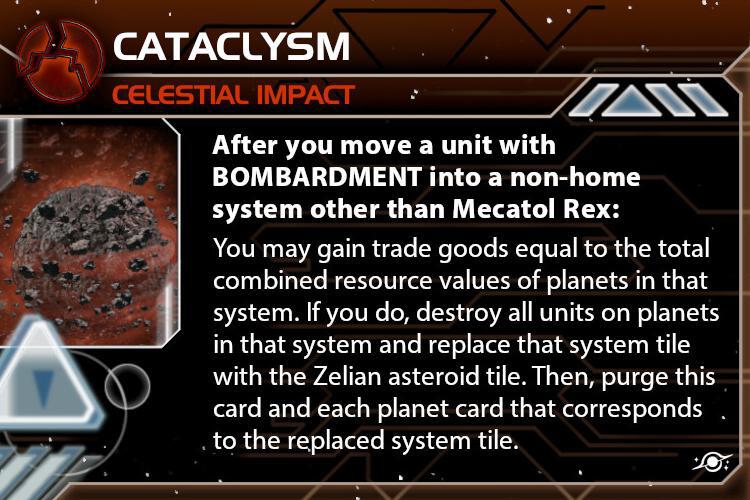 CATACLYSM
CELESTIAL IMPACT
After you move a unit with
BOMBARDMENT into a non-home
system other than Mecatol Rex:
You may gain trade goods equal to the total
combined resource values of planets in that
system. If you do, destroy all units on planets
in that system and replace that system tile
with the Zelian asteroid tile. Then, purge this
card and each planet card that corresponds
to the replaced system tile.